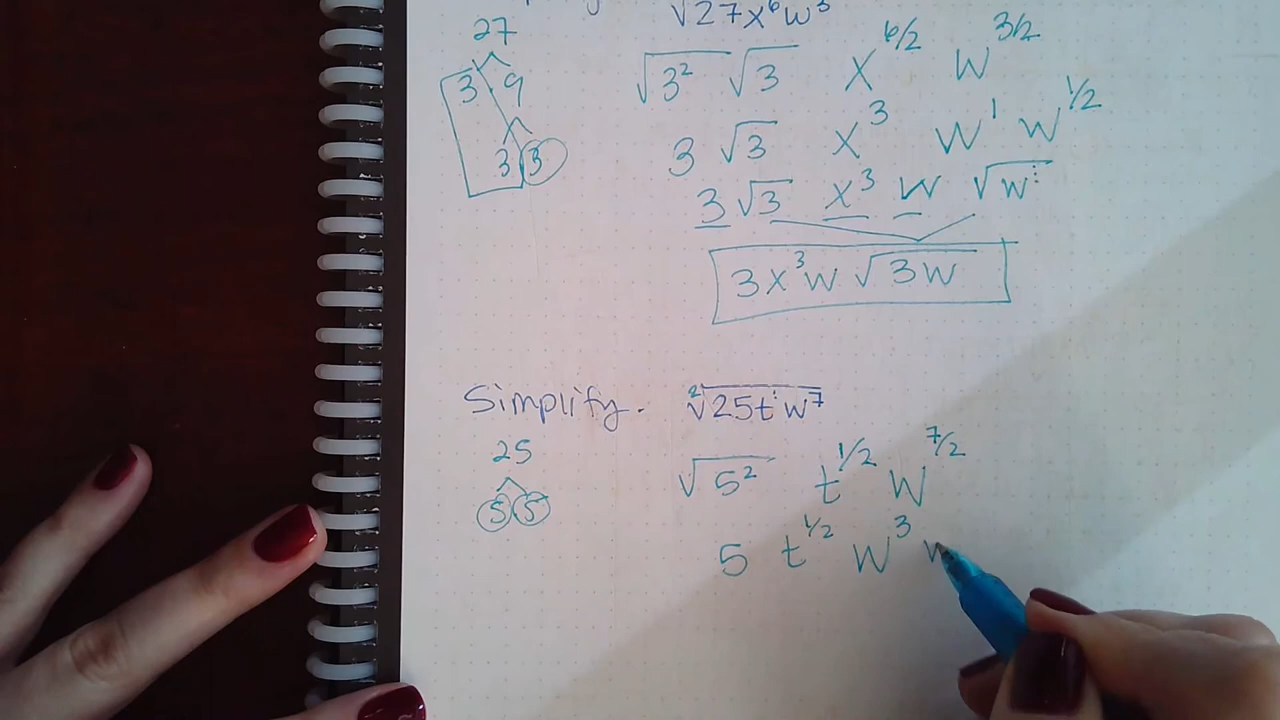 √27x⁶w³
27
3 9
3 3
√3² √3 x^6/2 w^3/2
3 √3 x³ w¹ w^1/2
3 √3 x³ w √w
3x³w √3w
Simplify. ²√25t¹w⁷
25
5 5
√5² t^1/2 w^7/2
5 t^1/2 w³ w